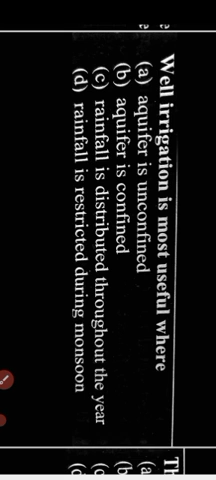 Well irrigation is most useful where
(a) aquifer is unconfined
(b) aquifer is confined
(c) rainfall is distributed throughout the year
(d) rainfall is restricted during monsoon
Th
(a
(b
(c
(d